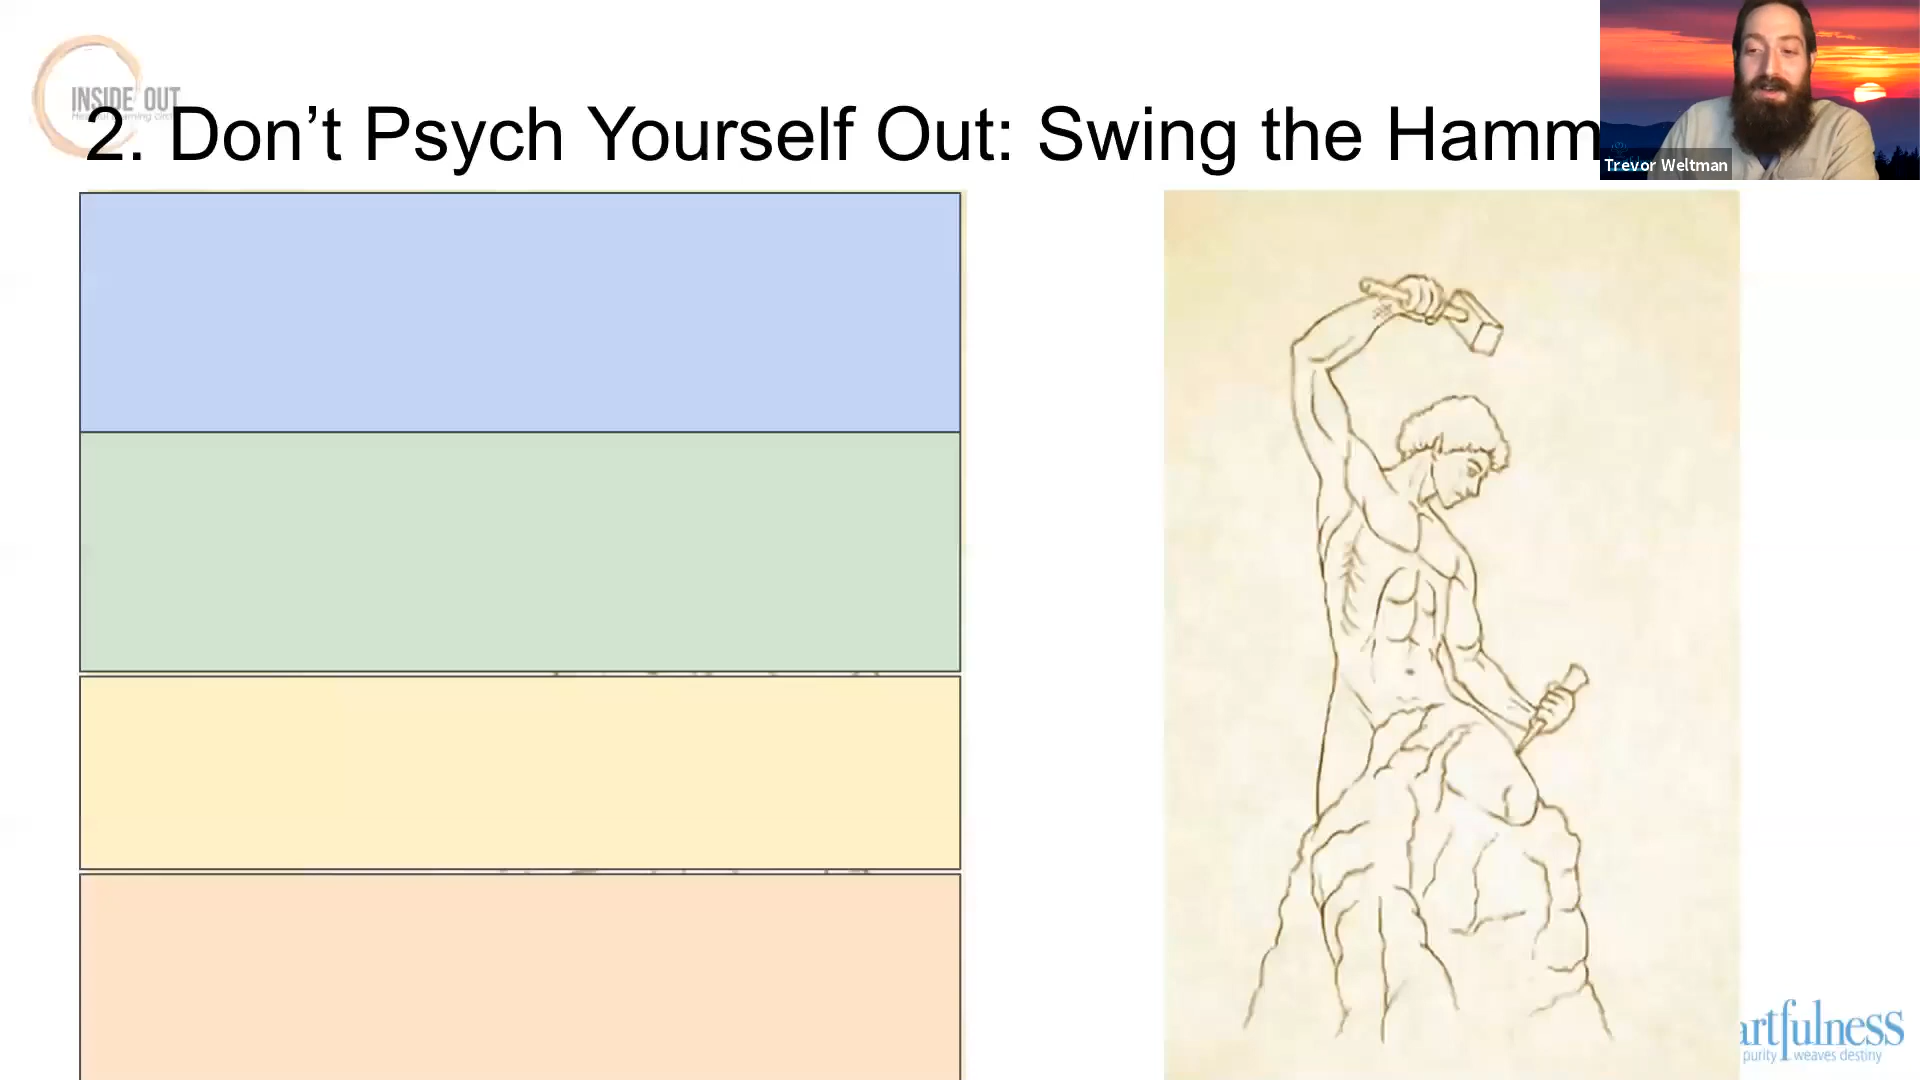 INSIDE OUT
2. Don’t Psych Yourself Out: Swing the Hamm
Trevor Weltman
artfulness
purity weaves destiny